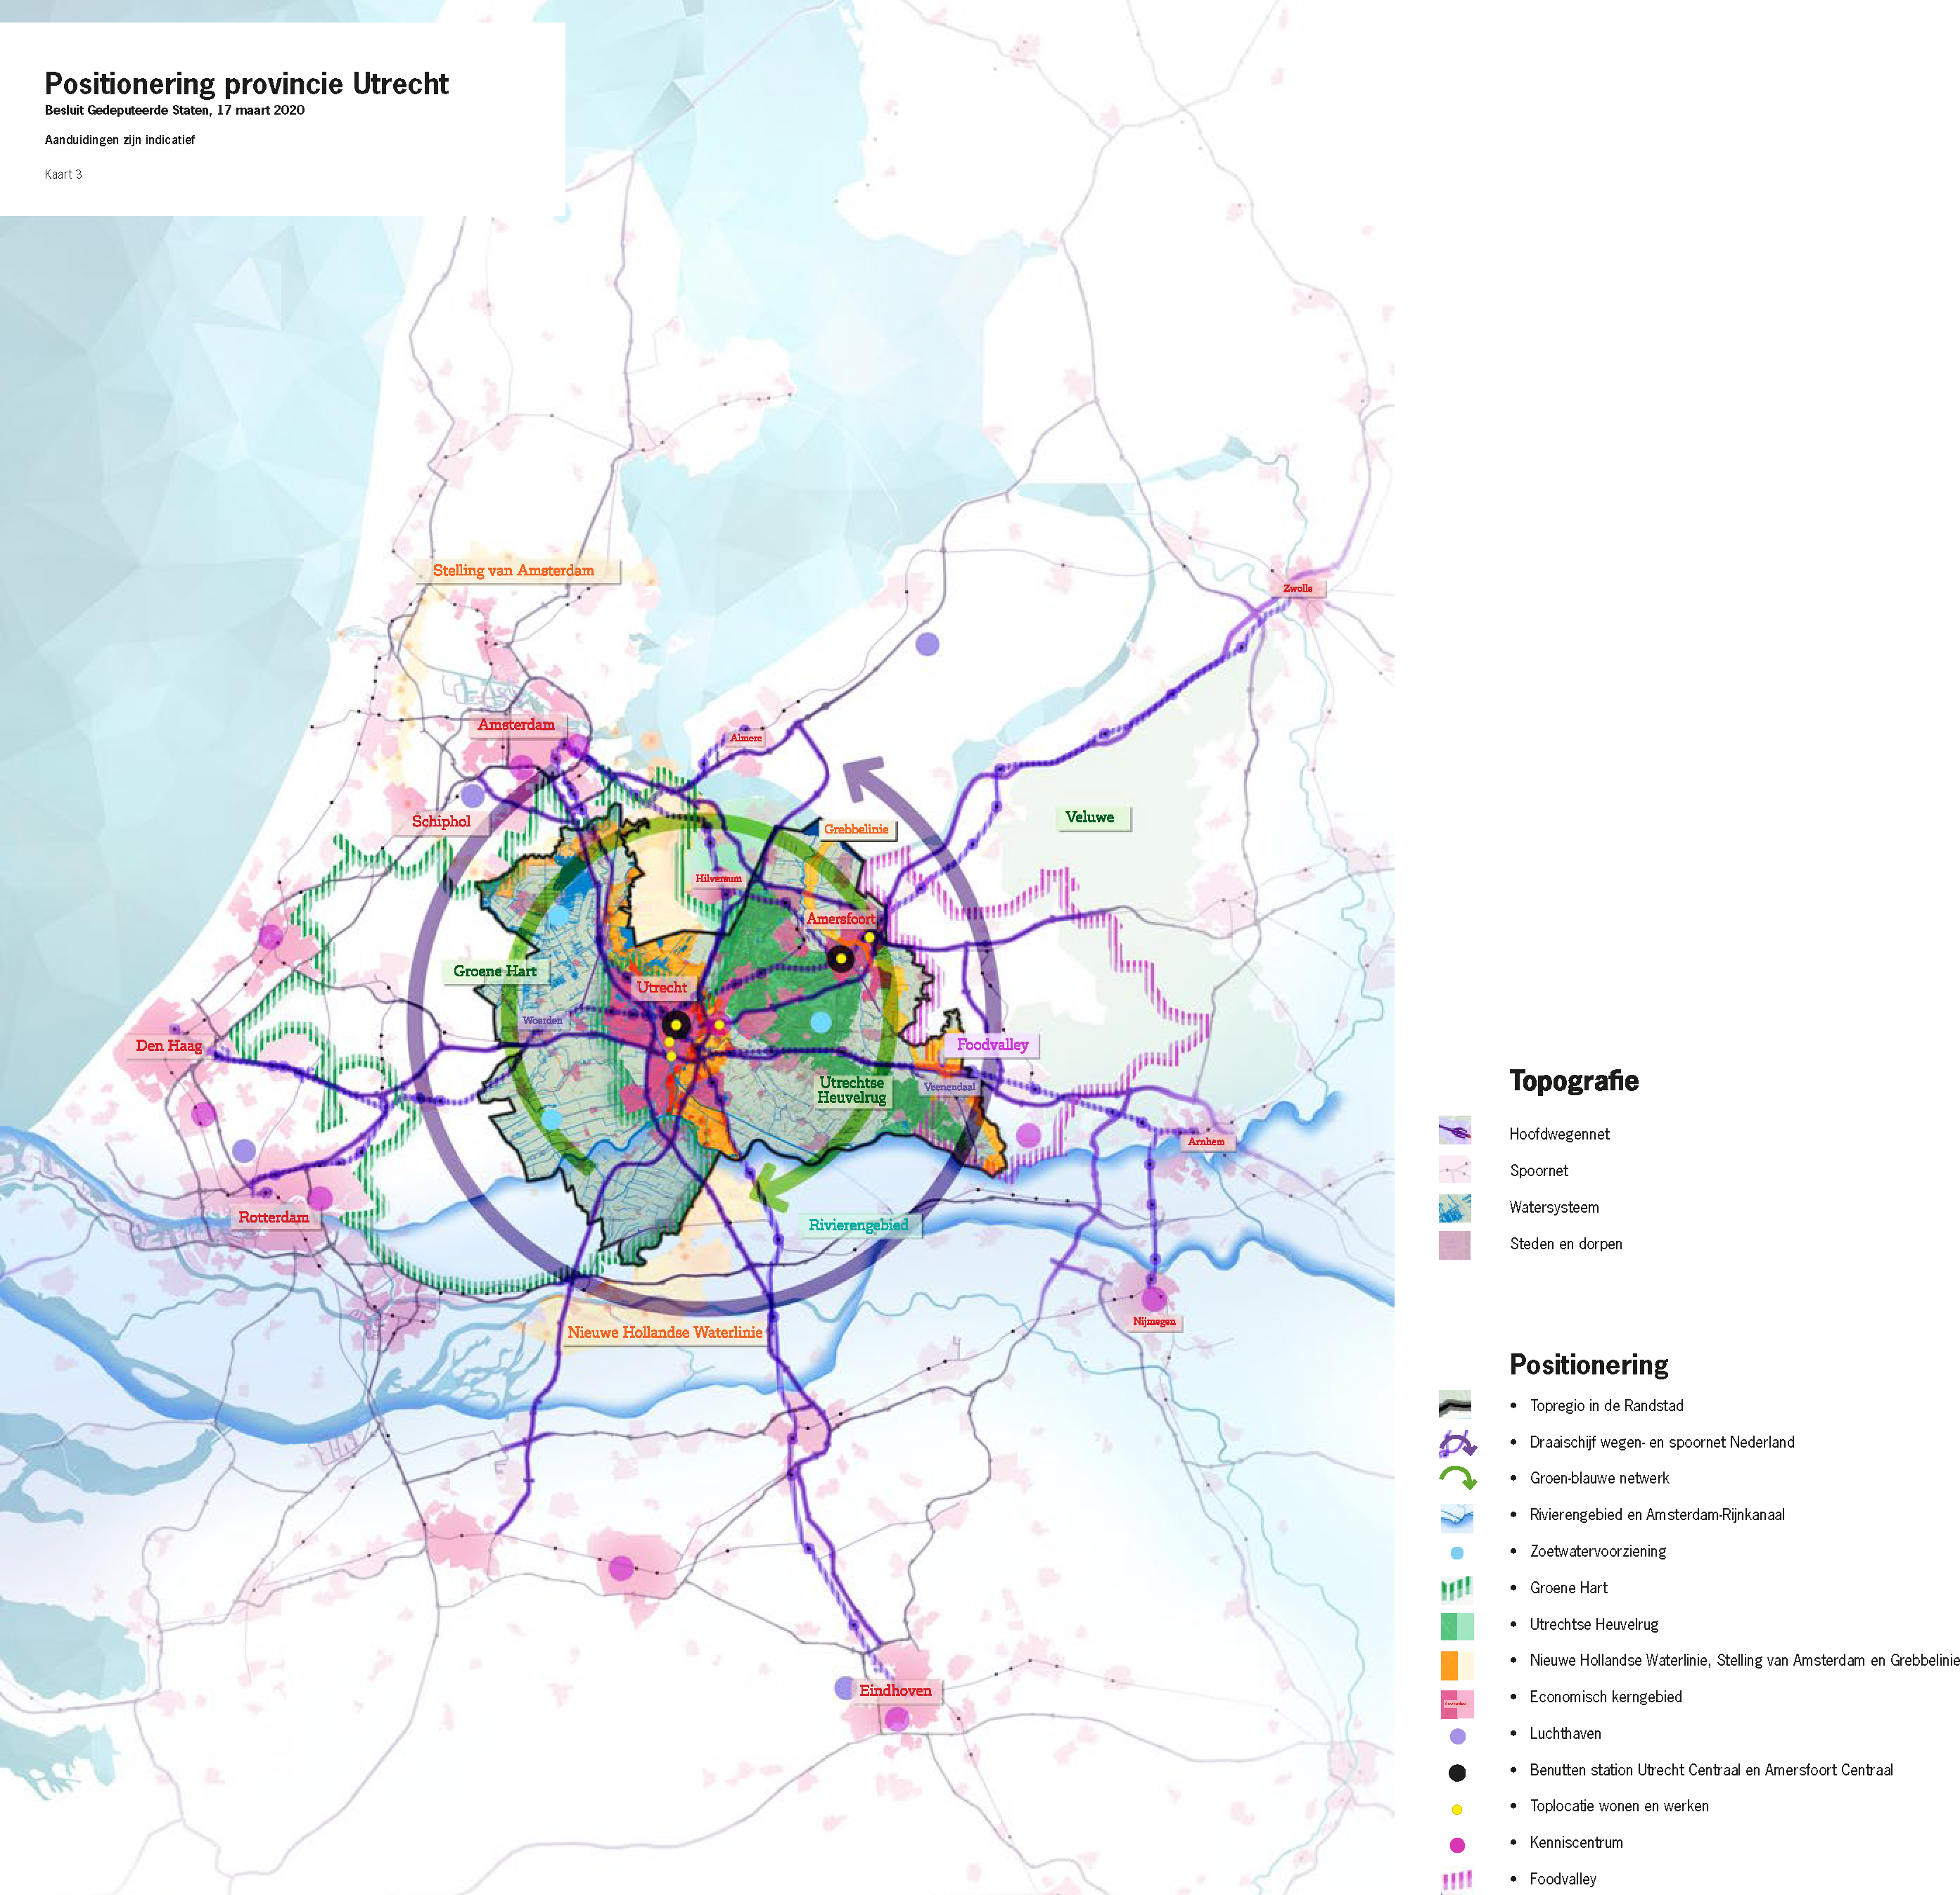 Positionering provincie Utrecht
Besluit Gedeputeerde Staten, 17 maart 2020
Aanduidingen zijn indicatief
Kaart 3
Stelling van Amsterdam
Zwolle
Amsterdam
Almere
Schiphol
Veluwe
Grebbelinie
Hilversum
Amersfoort
Groene Hart
Utrecht
Woerden
Den Haag
Foodvalley
Utrechtse
Heuvelrug
Veenendaal
Arnhem
Rotterdam
Rivierengebied
Nijmegen
Nieuwe Hollandse Waterlinie
Eindhoven
Topografie
Hoofdwegennet
Spoornet
Watersysteem
Steden en dorpen
Positionering
• Topregio in de Randstad
• Draaischijf wegen- en spoornet Nederland
• Groen-blauwe netwerk
• Rivierengebied en Amsterdam-Rijnkanaal
• Zoetwatervoorziening
• Groene Hart
• Utrechtse Heuvelrug
• Nieuwe Hollandse Waterlinie, Stelling van Amsterdam en Grebbelinie
• Economisch kerngebied
• Luchthaven
• Benutten station Utrecht Centraal en Amersfoort Centraal
• Toplocatie wonen en werken
• Kenniscentrum
• Foodvalley